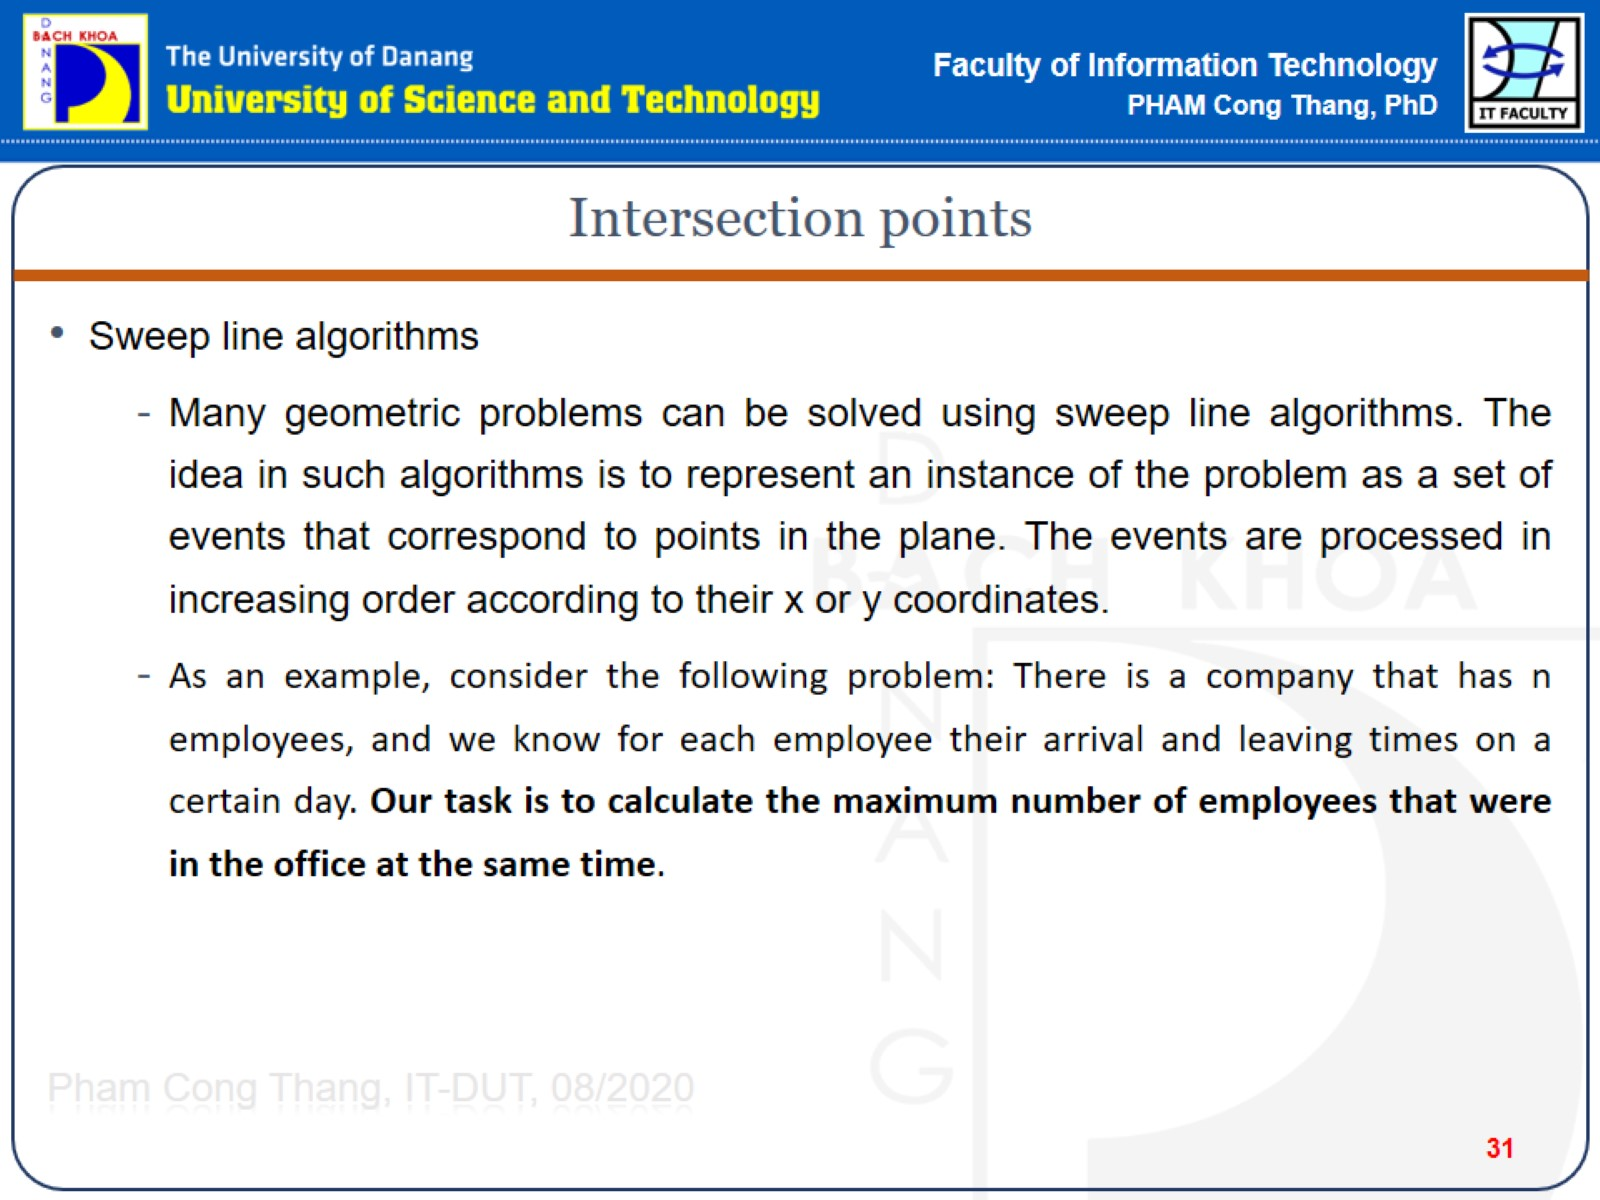 D
BACH KHOA
N
A
N
G
The University of Danang
University of Science and Technology
Faculty of Information Technology
PHAM Cong Thang, PhD
IT FACULTY
Intersection points
• Sweep line algorithms
- Many geometric problems can be solved using sweep line algorithms. The
idea in such algorithms is to represent an instance of the problem as a set of
events that correspond to points in the plane. The events are processed in
increasing order according to their x or y coordinates.
- As an example, consider the following problem: There is a company that has n
employees, and we know for each employee their arrival and leaving times on a
certain day. Our task is to calculate the maximum number of employees that were
in the office at the same time.
D
BACH KHOA
N
A
N
G
Pham Cong Thang, IT-DUT, 08/2020
31